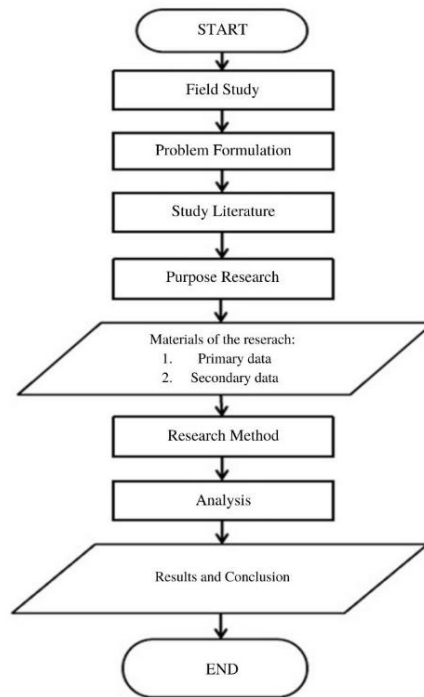 START
Field Study
Problem Formulation
Study Literature
Purpose Research
Materials of the reserach:
1. Primary data
2. Secondary data
Research Method
Analysis
Results and Conclusion
END